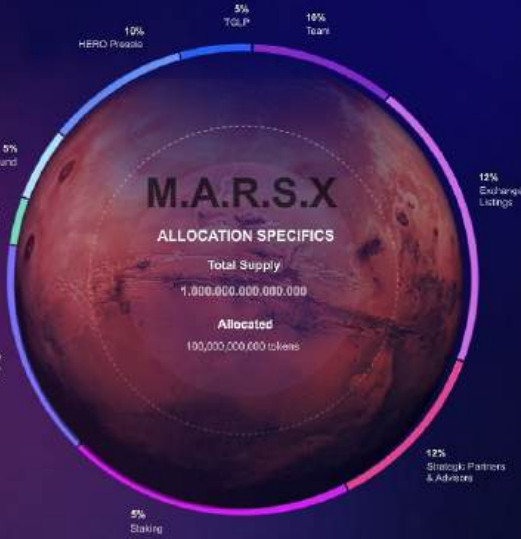 5%
TGLP
10%
Team
10%
HERO Presale
5%
und
12%
Exchange
Listings
M.A.R.S.X
ALLOCATION SPECIFICS
Total Supply
1.000.000.000.000.000
Allocated
100,000,000,000 tokens
12%
Strategic Partners
& Advisors
5%
Staking